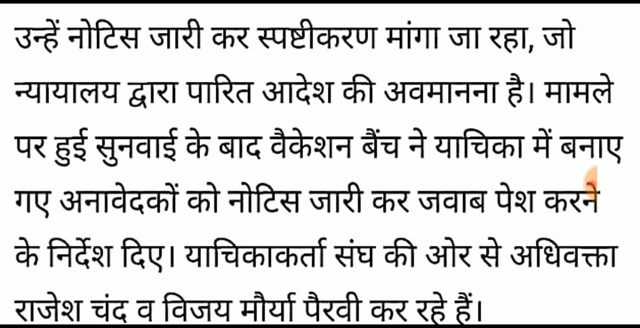 उन्हें नोटिस जारी कर स्पष्टीकरण मांगा जा रहा, जो
न्यायालय द्वारा पारित आदेश की अवमानना है। मामले
पर हुई सुनवाई के बाद वैकेशन बैंच ने याचिका में बनाए
गए अनावेदकों को नोटिस जारी कर जवाब पेश करने
के निर्देश दिए। याचिकाकर्ता संघ की ओर से अधिवक्ता
राजेश चंद व विजय मौर्या पैरवी कर रहे हैं।